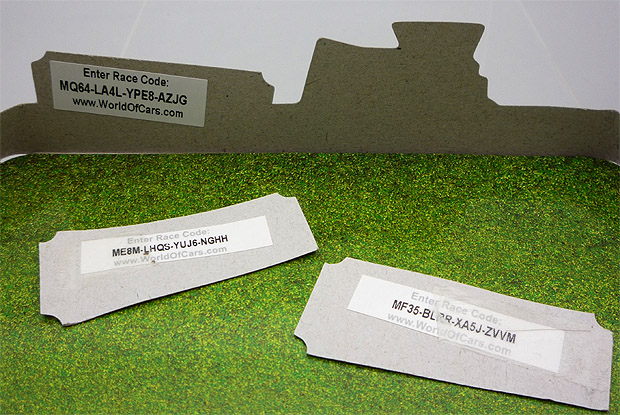 Enter Race Code:
MQ64-LA4L-YPE8-AZJG
www.WorldOfCars.com
Enter Race Code:
ME8M-LHQS-YUJ6-NGHH
www.WorldOfCars.com
Enter Race Code:
MF35-BLRR-XA5J-ZVVM
www.WorldOfCars.com